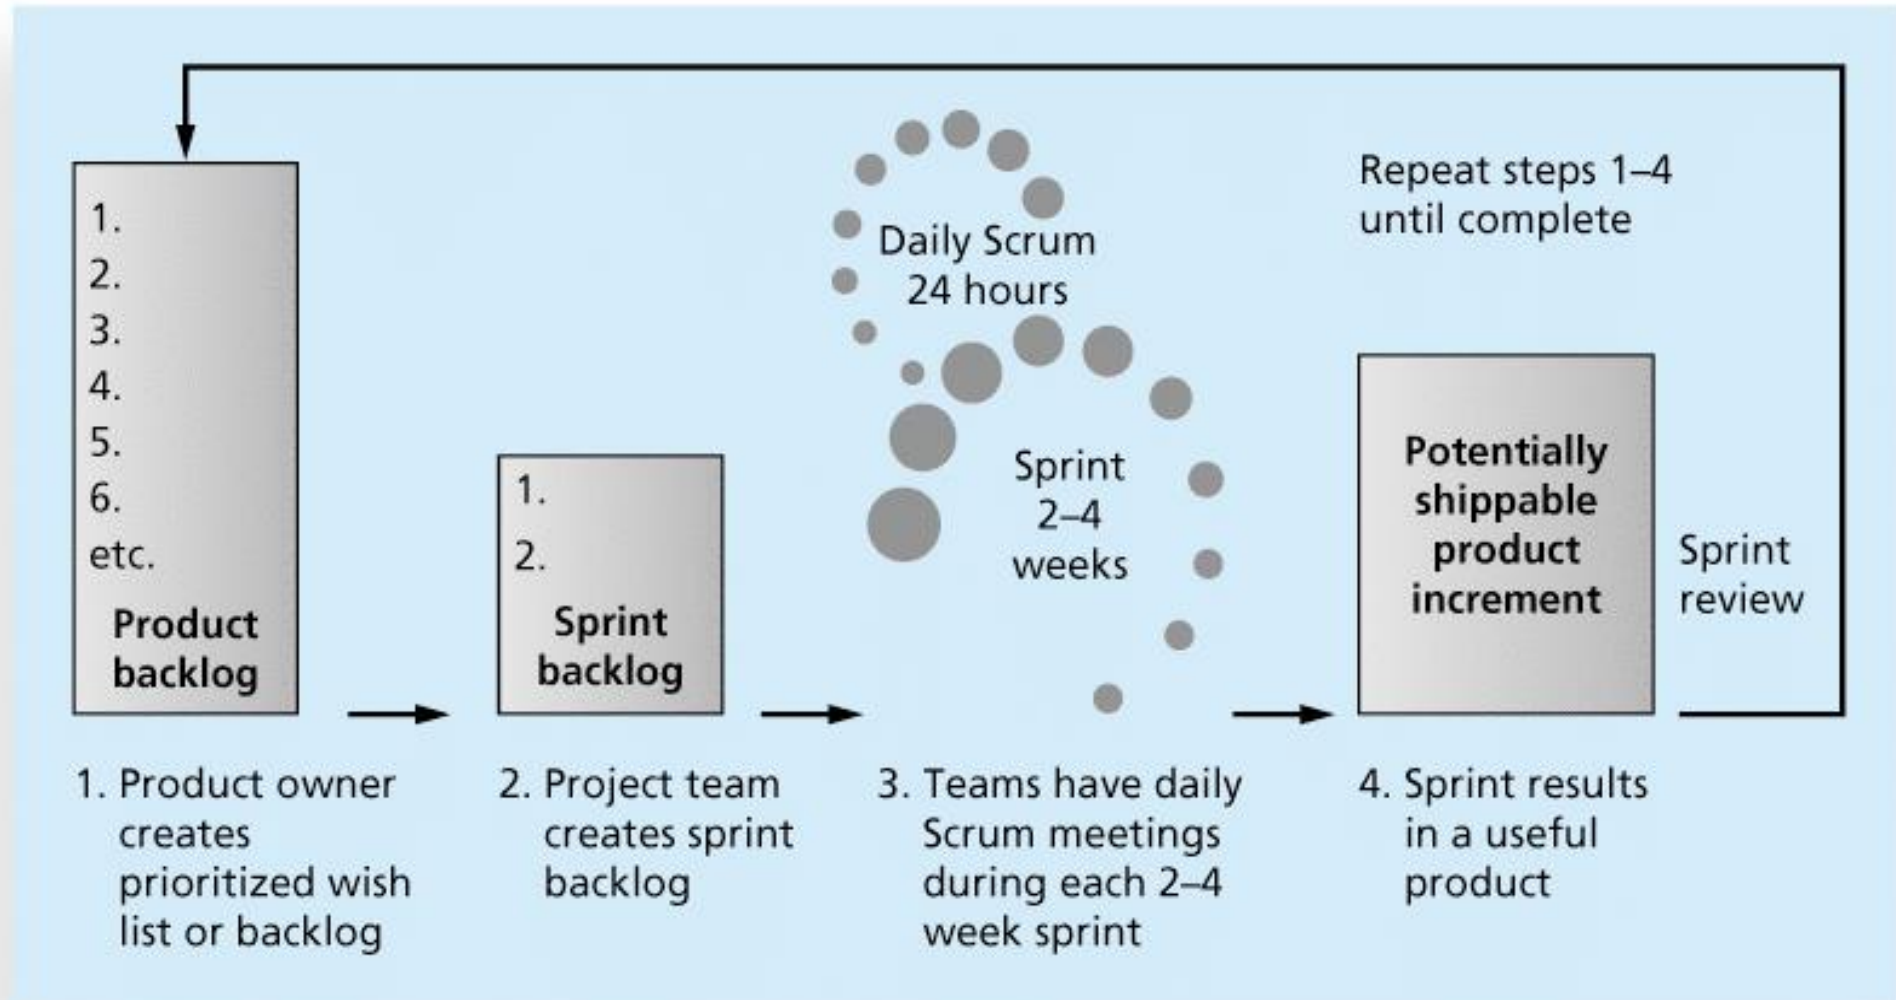 1.
2.
3.
4.
5.
6.
etc.
Product
backlog
1.
2.
Sprint
backlog
Daily Scrum
24 hours
Sprint
2–4
weeks
Repeat steps 1–4
until complete
Potentially
shippable
product
increment
Sprint
review
1. Product owner
creates
prioritized wish
list or backlog
2. Project team
creates sprint
backlog
3. Teams have daily
Scrum meetings
during each 2–4
week sprint
4. Sprint results
in a useful
product